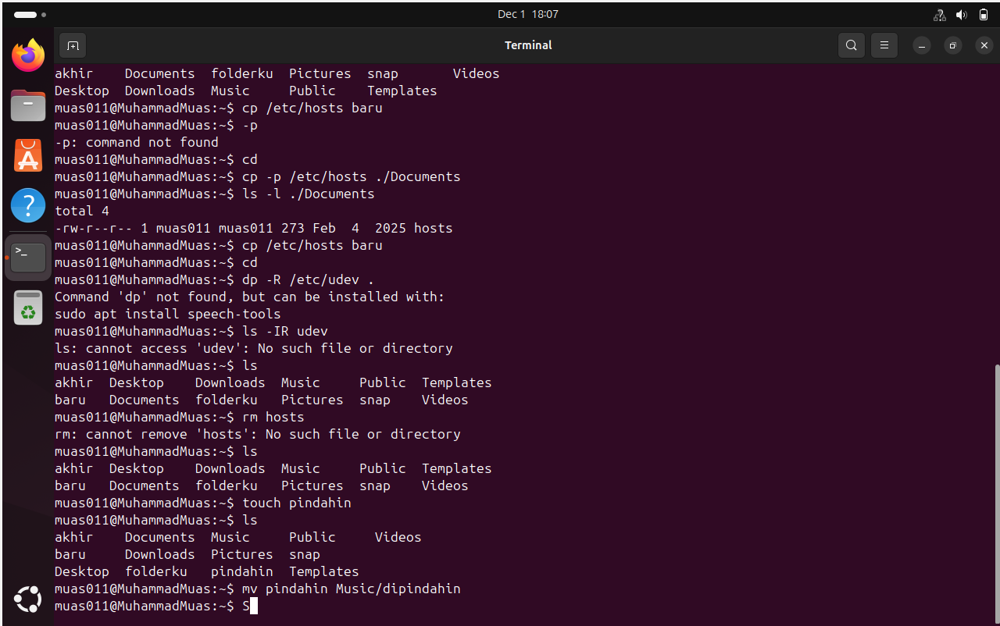 Dec 1 18:07
Terminal
akhir    Documents  folderku  Pictures  snap       Videos
Desktop  Downloads  Music     Public    Templates
muas011@MuhammadMuas:~$ cp /etc/hosts baru
muas011@MuhammadMuas:~$ -p
-p: command not found
muas011@MuhammadMuas:~$ cd
muas011@MuhammadMuas:~$ cp -p /etc/hosts ./Documents
muas011@MuhammadMuas:~$ ls -l ./Documents
total 4
-rw-r--r-- 1 muas011 muas011 273 Feb  4  2025 hosts
muas011@MuhammadMuas:~$ cp /etc/hosts baru
muas011@MuhammadMuas:~$ cd
muas011@MuhammadMuas:~$ dp -R /etc/udev .
Command 'dp' not found, but can be installed with:
sudo apt install speech-tools
muas011@MuhammadMuas:~$ ls -IR udev
ls: cannot access 'udev': No such file or directory
muas011@MuhammadMuas:~$ ls
akhir  Desktop    Downloads  Music     Public  Templates
baru   Documents  folderku   Pictures  snap    Videos
muas011@MuhammadMuas:~$ rm hosts
rm: cannot remove 'hosts': No such file or directory
muas011@MuhammadMuas:~$ ls
akhir  Desktop    Downloads  Music     Public  Templates
baru   Documents  folderku   Pictures  snap    Videos
muas011@MuhammadMuas:~$ touch pindahin
muas011@MuhammadMuas:~$ ls
akhir    Documents  Music     Public     Videos
baru     Downloads  Pictures  snap
Desktop  folderku   pindahin  Templates
muas011@MuhammadMuas:~$ mv pindahin Music/dipindahin
muas011@MuhammadMuas:~$ S